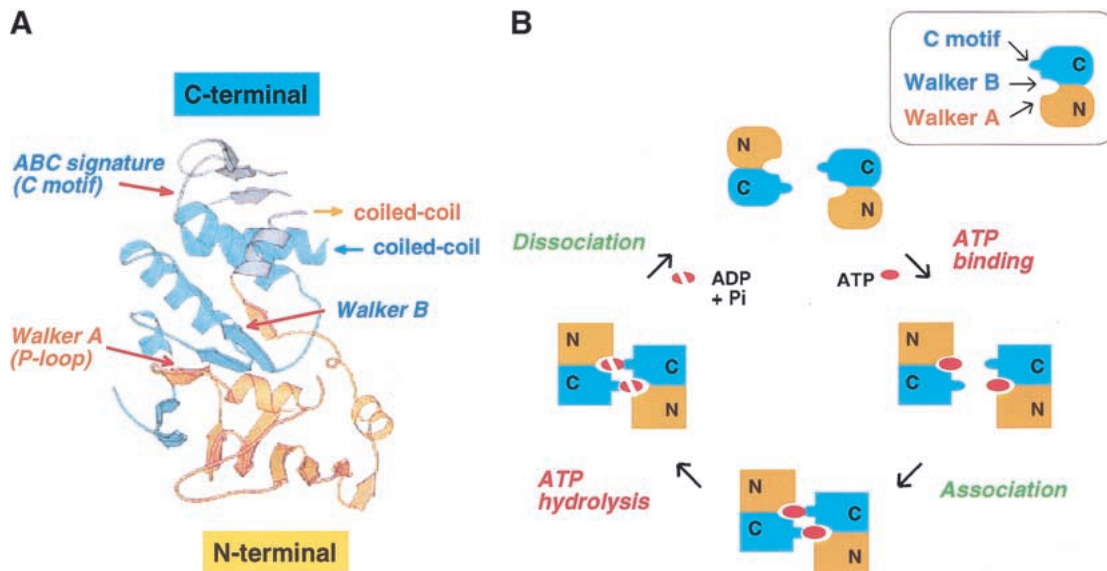 A
C-terminal
ABC signature
(C motif)
coiled-coil
coiled-coil
Walker B
Walker A
(P-loop)
N-terminal
B
C motif
Walker B
Walker A
C
N
N
C
C
N
Dissociation
ADP
+ Pi
ATP
ATP
binding
N
C
C
N
N
C
C
N
ATP
hydrolysis
Association
N
C
C
N